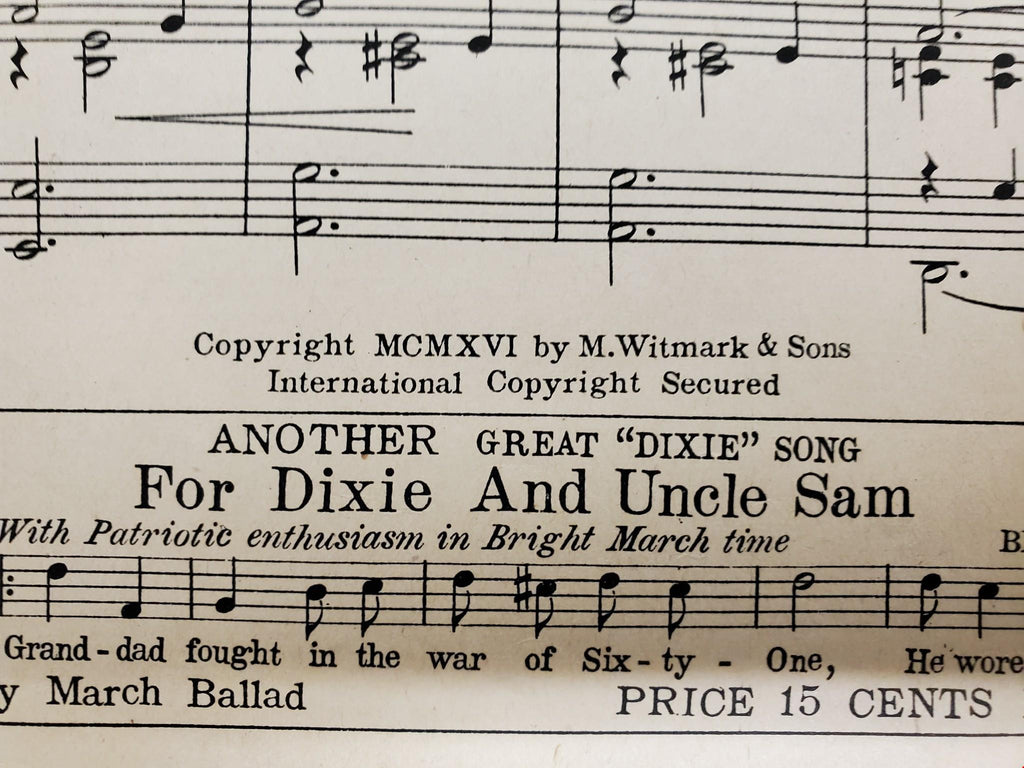 Copyright MCMXVI by M.Witmark & Sons
International Copyright Secured
ANOTHER GREAT "DIXIE" SONG
For Dixie And Uncle Sam
With Patriotic enthusiasm in Bright March time
Grand-dad fought in the war of Six-ty - One, He wore
March Ballad PRICE 15 CENTS